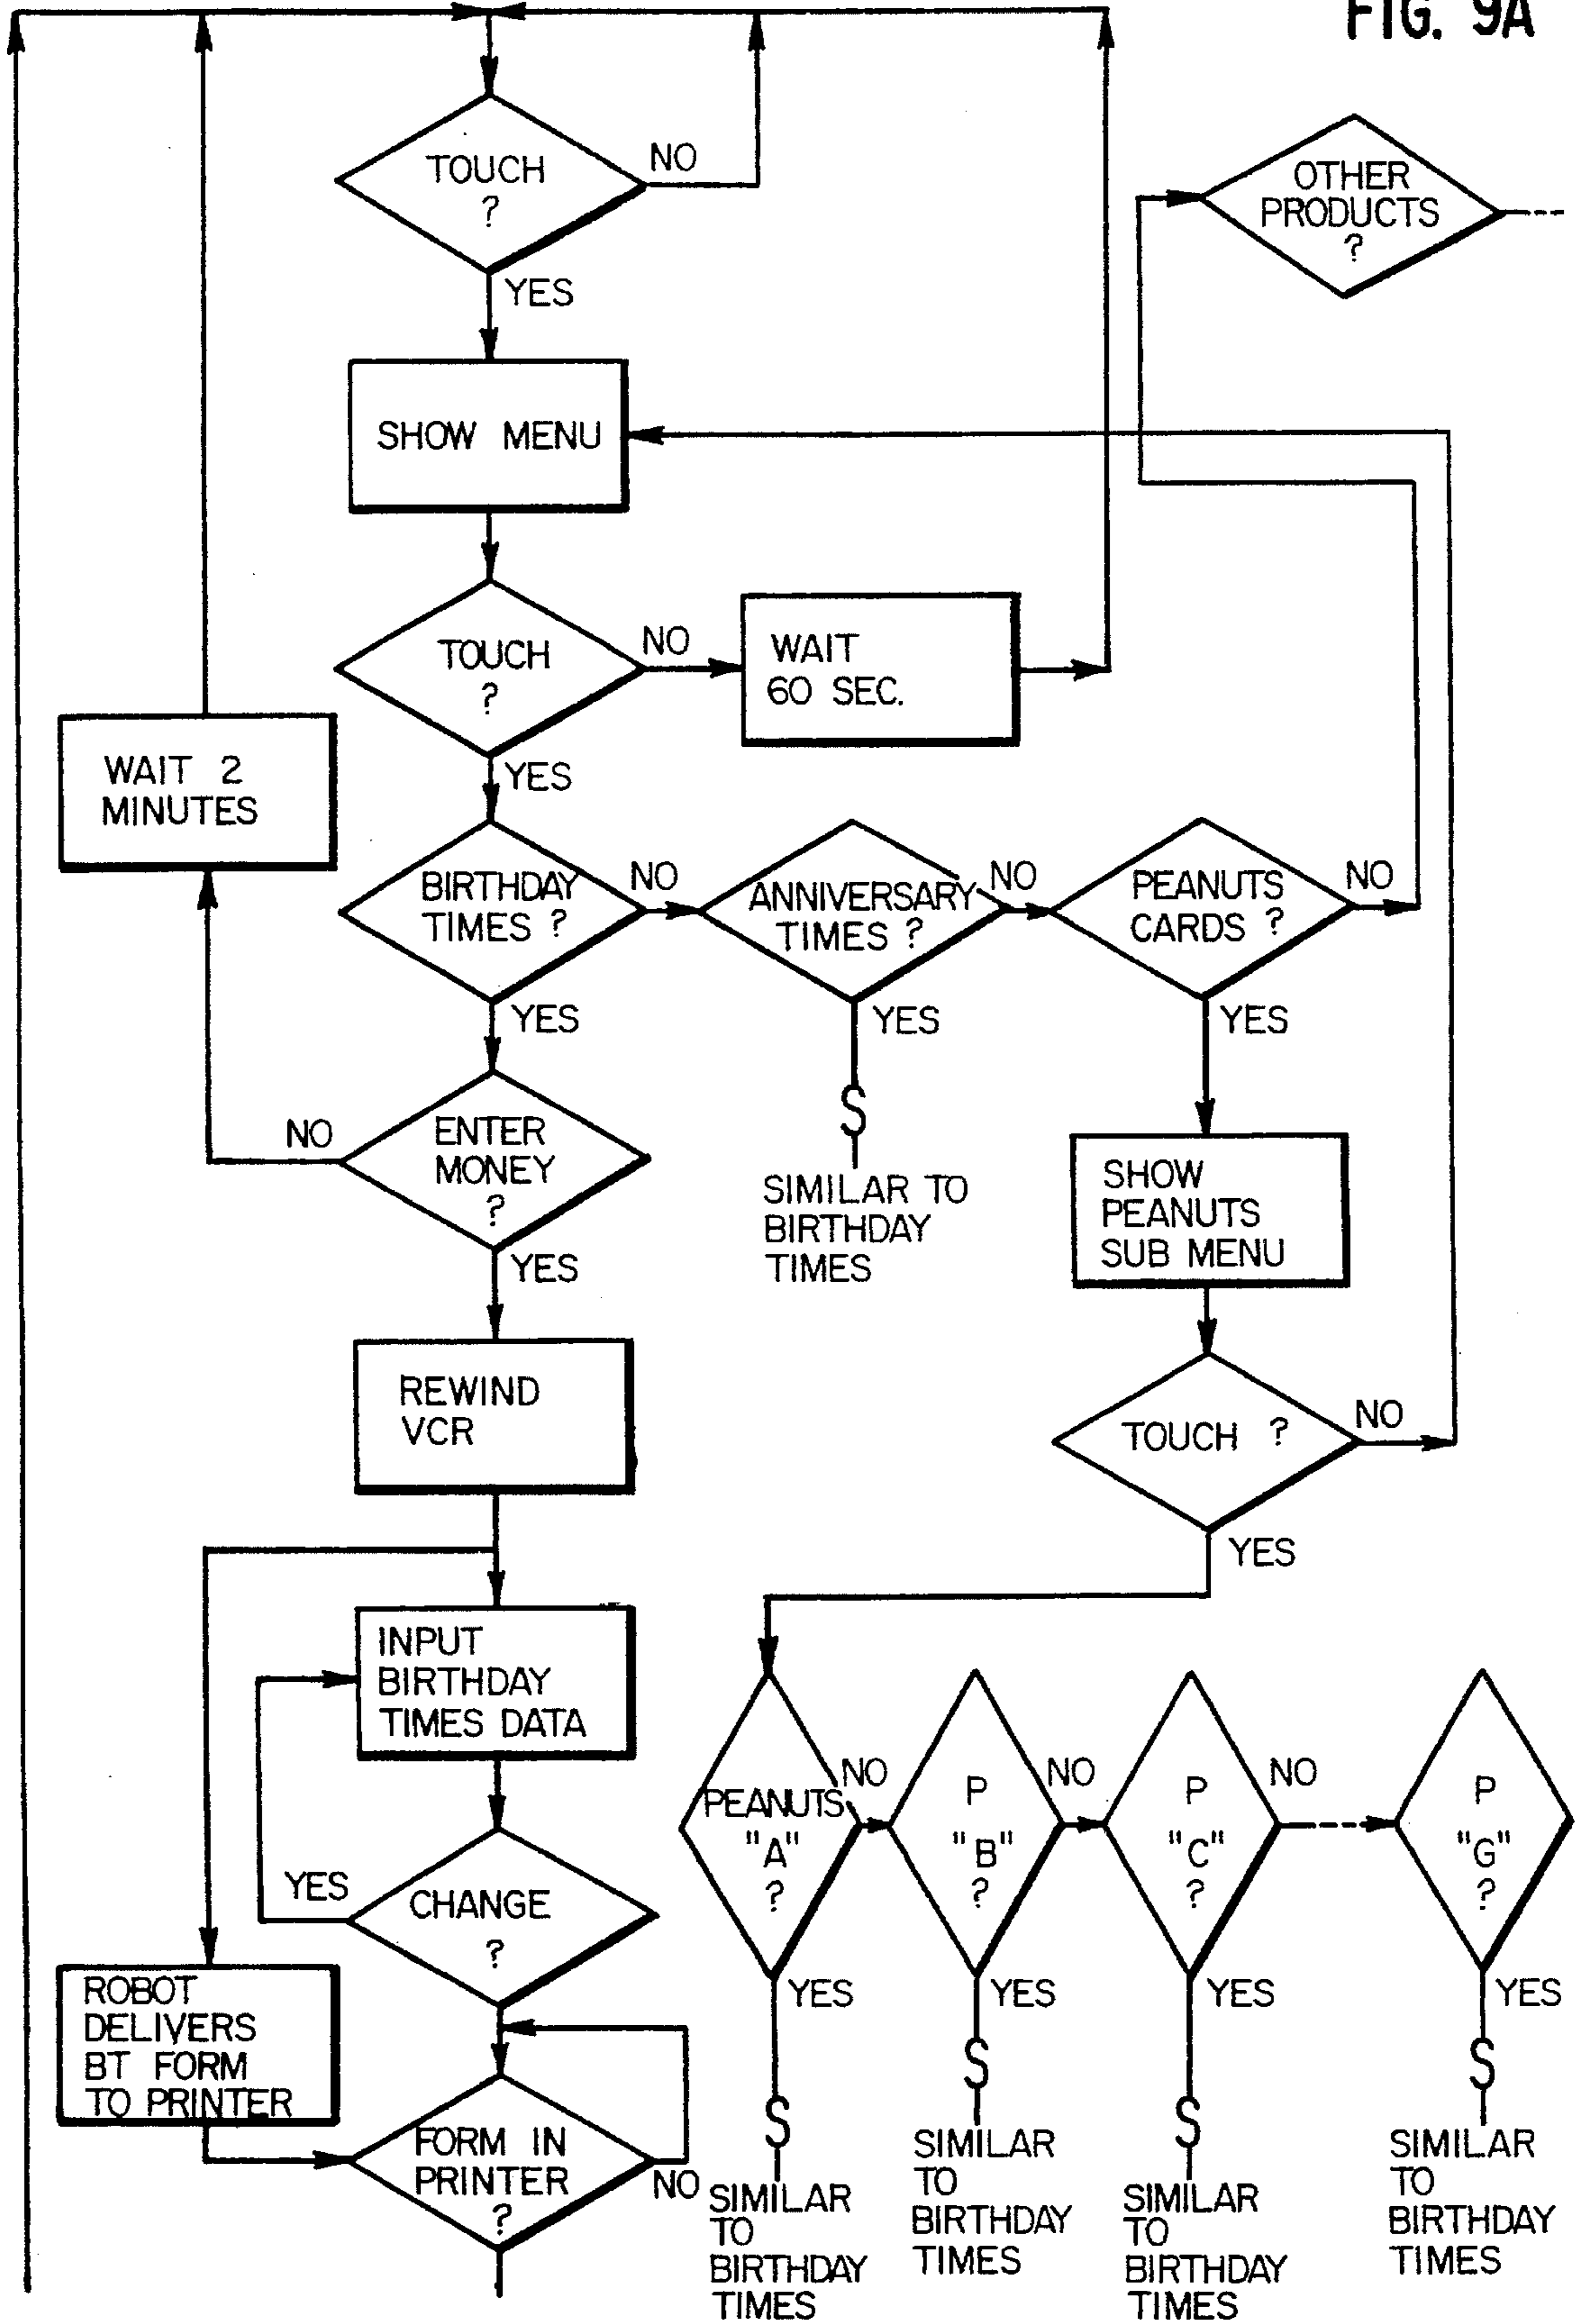 FIG. 9A
TOUCH
?
NO
YES
OTHER
PRODUCTS
?
SHOW MENU
TOUCH
?
NO
WAIT
60 SEC.
YES
WAIT 2
MINUTES
BIRTHDAY
TIMES ?
NO
ANNIVERSARY
TIMES ?
NO
PEANUTS
CARDS ?
NO
YES
YES
YES
ENTER
MONEY
?
NO
YES
SIMILAR TO
BIRTHDAY
TIMES
SHOW
PEANUTS
SUB MENU
REWIND
VCR
TOUCH ?
NO
YES
INPUT
BIRTHDAY
TIMES DATA
CHANGE
?
YES
ROBOT
DELIVERS
BT FORM
TO PRINTER
FORM IN
PRINTER
?
NO
PEANUTS
"A"
?
NO
YES
P
"B"
?
NO
YES
P
"C"
?
NO
YES
P
"G"
?
YES
SIMILAR
TO
BIRTHDAY
TIMES
SIMILAR
TO
BIRTHDAY
TIMES
SIMILAR
TO
BIRTHDAY
TIMES
SIMILAR
TO
BIRTHDAY
TIMES